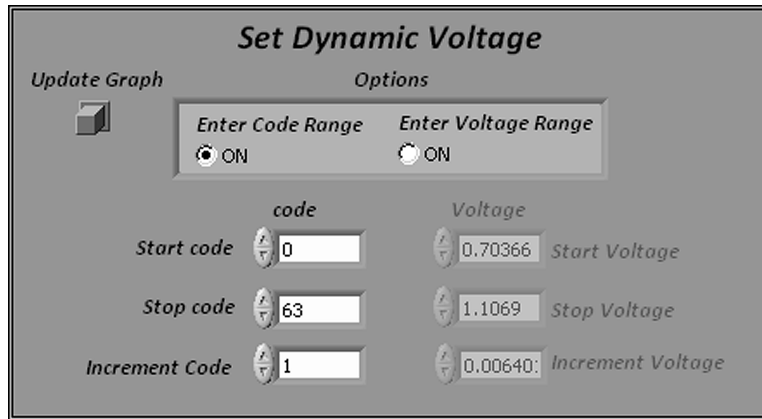 Set Dynamic Voltage
Update Graph Options
Enter Code Range Enter Voltage Range
ON ON
code Voltage
Start code 0 0.70366 Start Voltage
Stop code 63 1.1069 Stop Voltage
Increment Code 1 0.00640 Increment Voltage